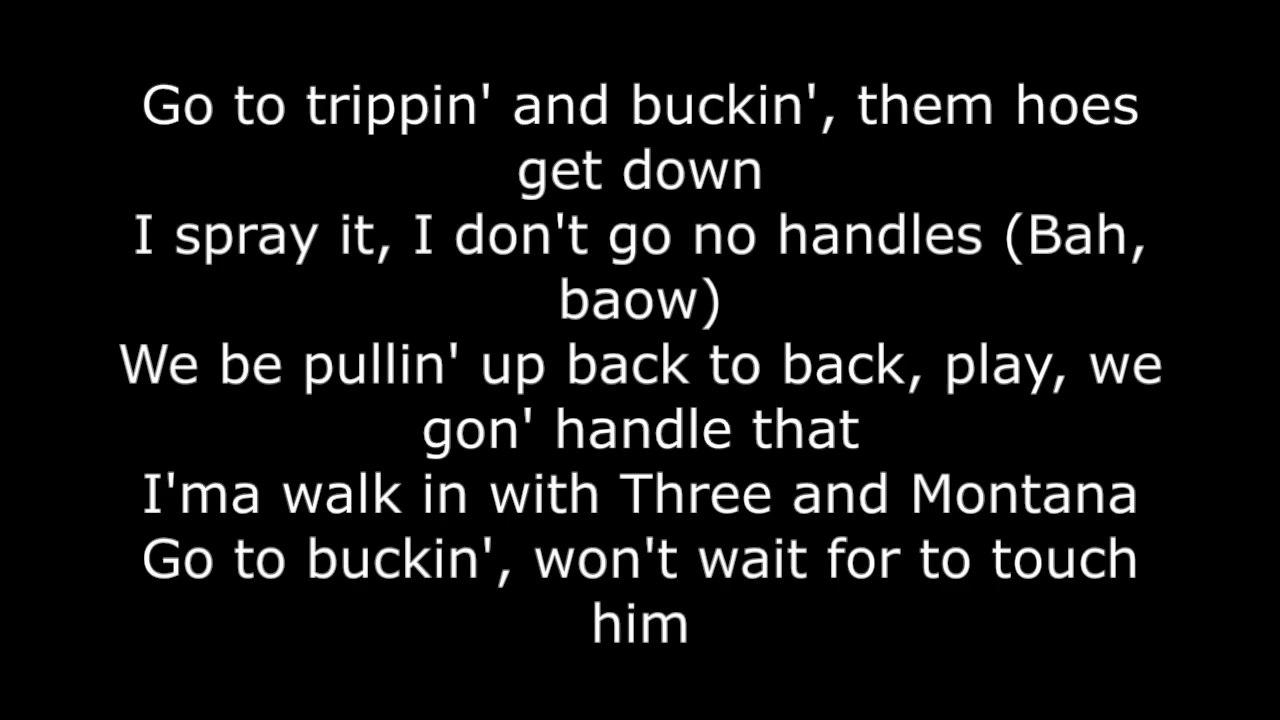 Go to trippin' and buckin', them hoes
get down
I spray it, I don't go no handles (Bah,
baow)
We be pullin' up back to back, play, we
gon' handle that
I'ma walk in with Three and Montana
Go to buckin', won't wait for to touch
him